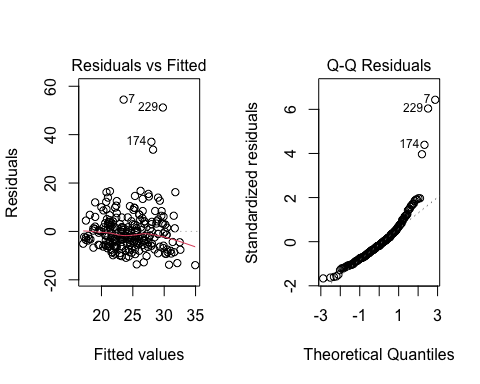 Residuals vs Fitted
Residuals
60
40
20
0
-20
7
229
174
20 25 30 35
Fitted values
Q-Q Residuals
Standardized residuals
6
4
2
0
-2
7
229
174
-3 -1 1 3
Theoretical Quantiles